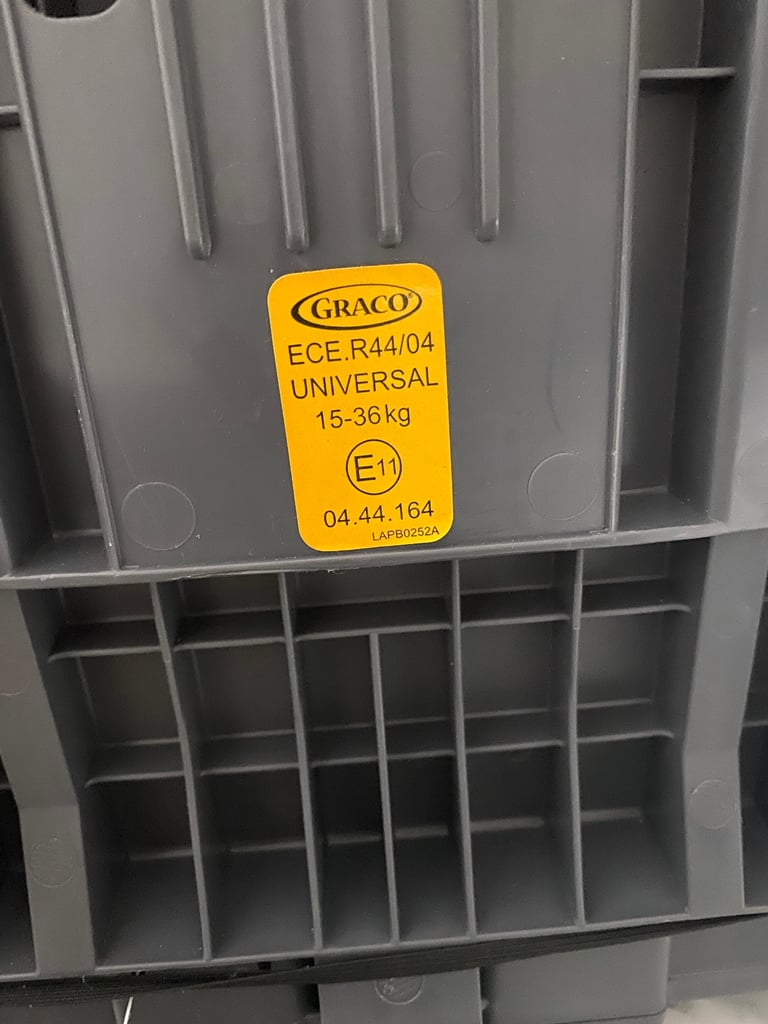 GRACO®
ECE.R44/04
UNIVERSAL
15-36kg
E11
04.44.164
LAPB0252A